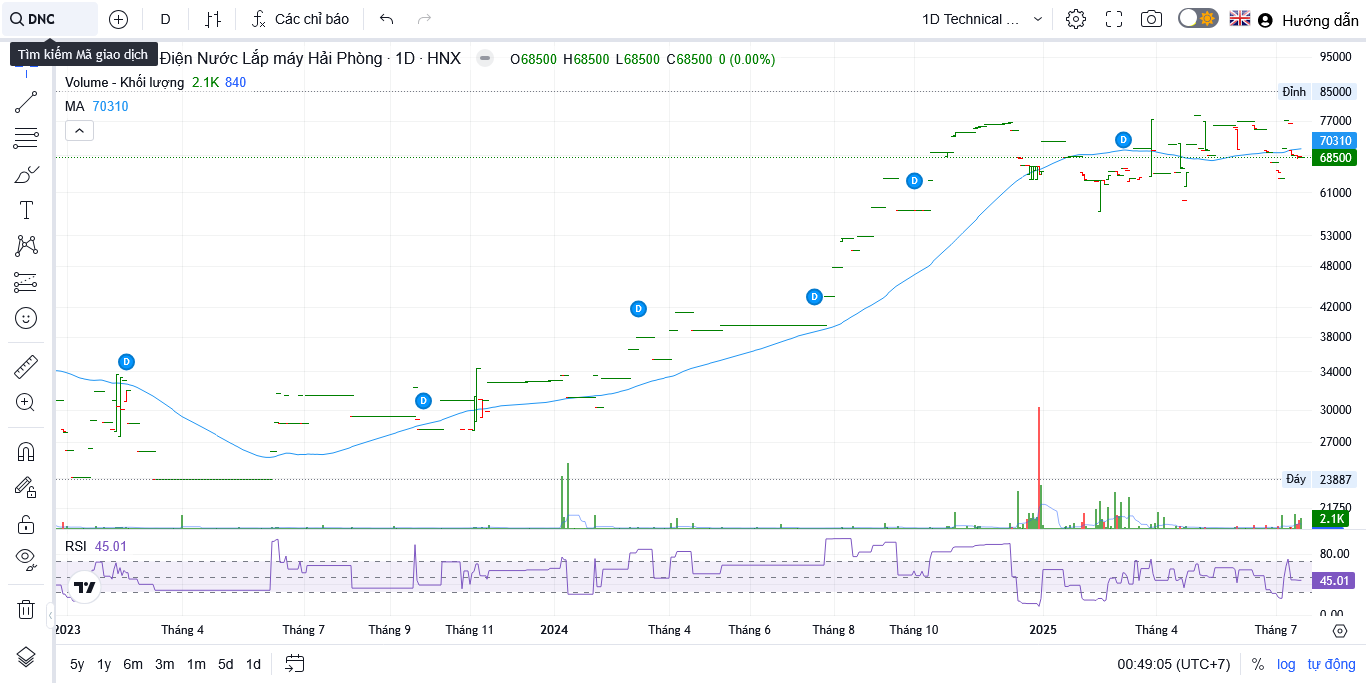 DNC D Các chỉ báo 1D Technical ... Hướng dẫn
Tìm kiếm Mã giao dịch
Điện Nước Lắp máy Hải Phòng · 1D · HNX O68500 H68500 L68500 C68500 0 (0.00%)
Volume - Khối lượng 2.1K 840
MA 70310
95000
Đỉnh 85000
77000
D
70310
68500
D
61000
53000
48000
D
D
42000
38000
D
34000
D
30000
27000
Đáy 23887
21750
2.1K
RSI 45.01
80.00
45.01
0.00
2023 Tháng 4 Tháng 7 Tháng 9 Tháng 11 2024 Tháng 4 Tháng 6 Tháng 8 Tháng 10 2025 Tháng 4 Tháng 7
5y 1y 6m 3m 1m 5d 1d 00:49:05 (UTC+7) % log tự động